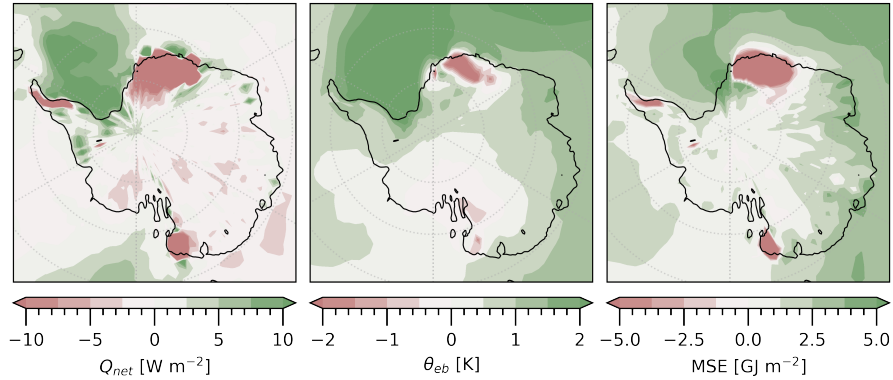 −10 −5 0 5 10
Q_net [W m⁻²]
−2 −1 0 1 2
θ_eb [K]
−5.0 −2.5 0.0 2.5 5.0
MSE [GJ m⁻²]